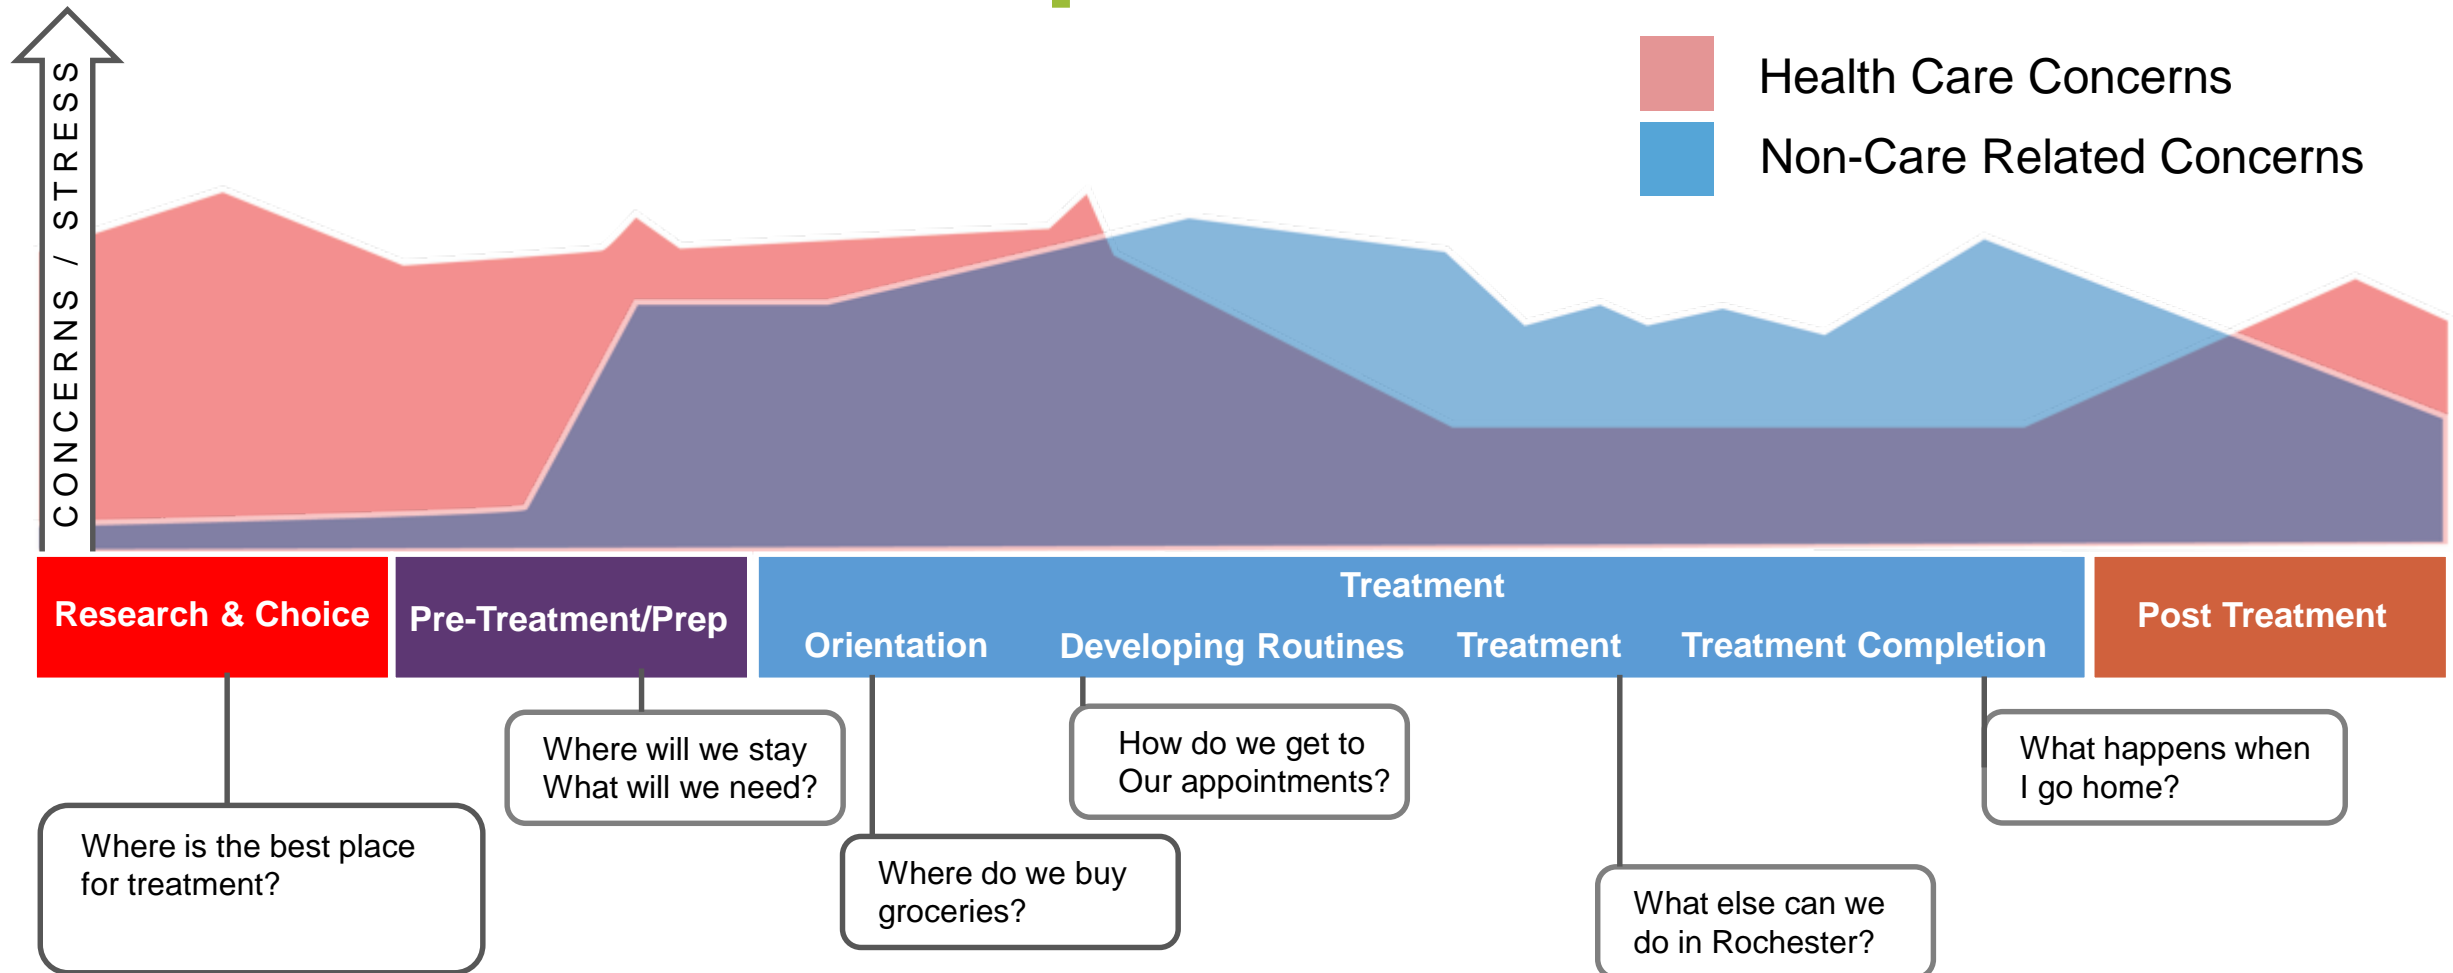 CONCERNS / STRESS
Health Care Concerns
Non-Care Related Concerns
Research & Choice
Pre-Treatment/Prep
Treatment
Orientation
Developing Routines
Treatment
Treatment Completion
Post Treatment
Where is the best place
for treatment?
Where will we stay
What will we need?
Where do we buy
groceries?
How do we get to
Our appointments?
What else can we
do in Rochester?
What happens when
I go home?